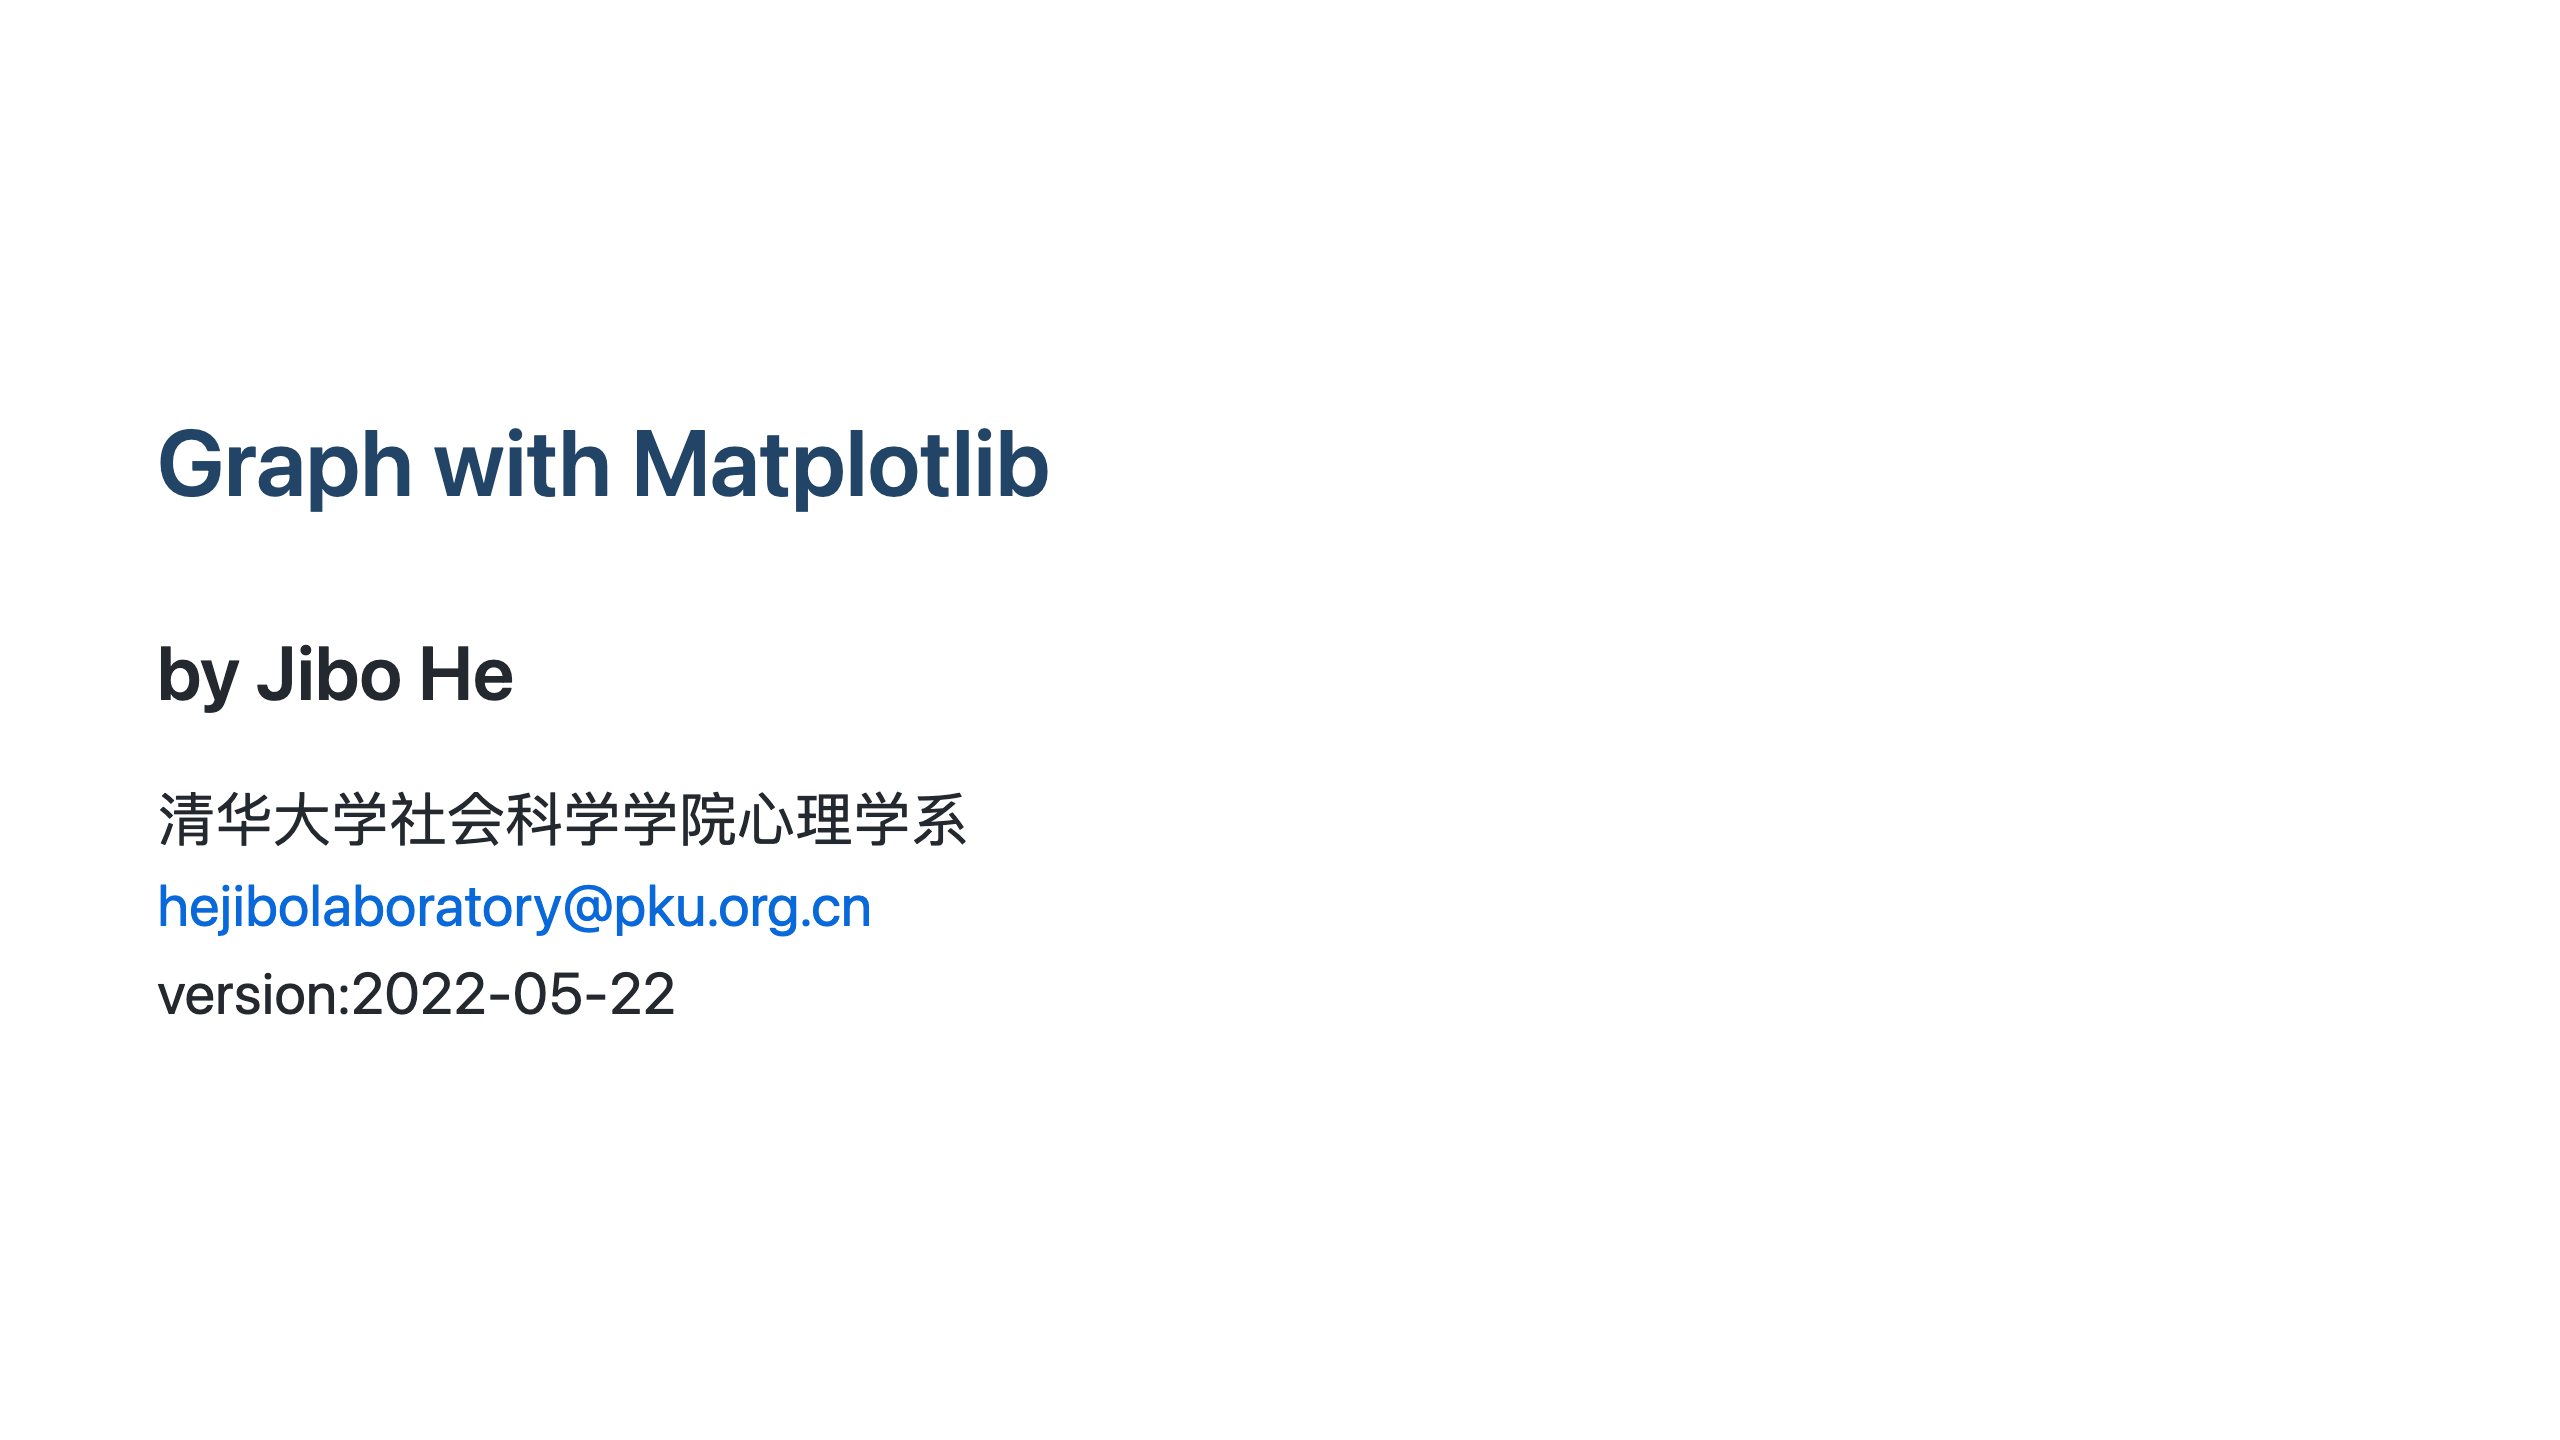 Graph with Matplotlib
by Jibo He
清华大学社会科学学院心理学系
hejibolaboratory@pku.org.cn
version:2022-05-22